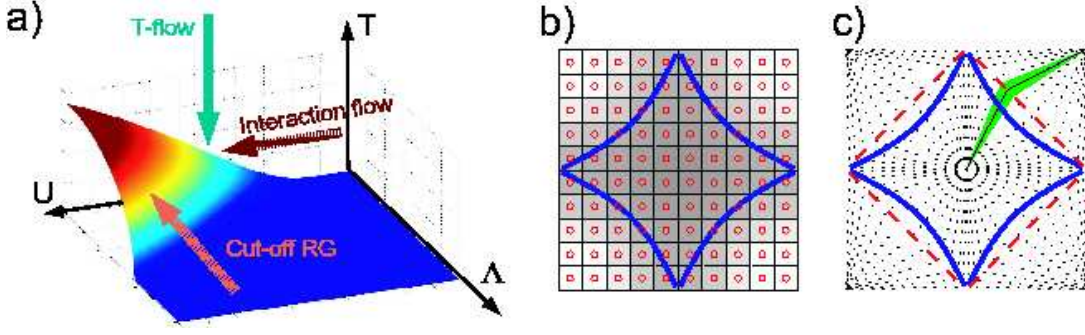 a)
T-flow
T
Interaction flow
U
Cut-off RG
Λ
b)
c)